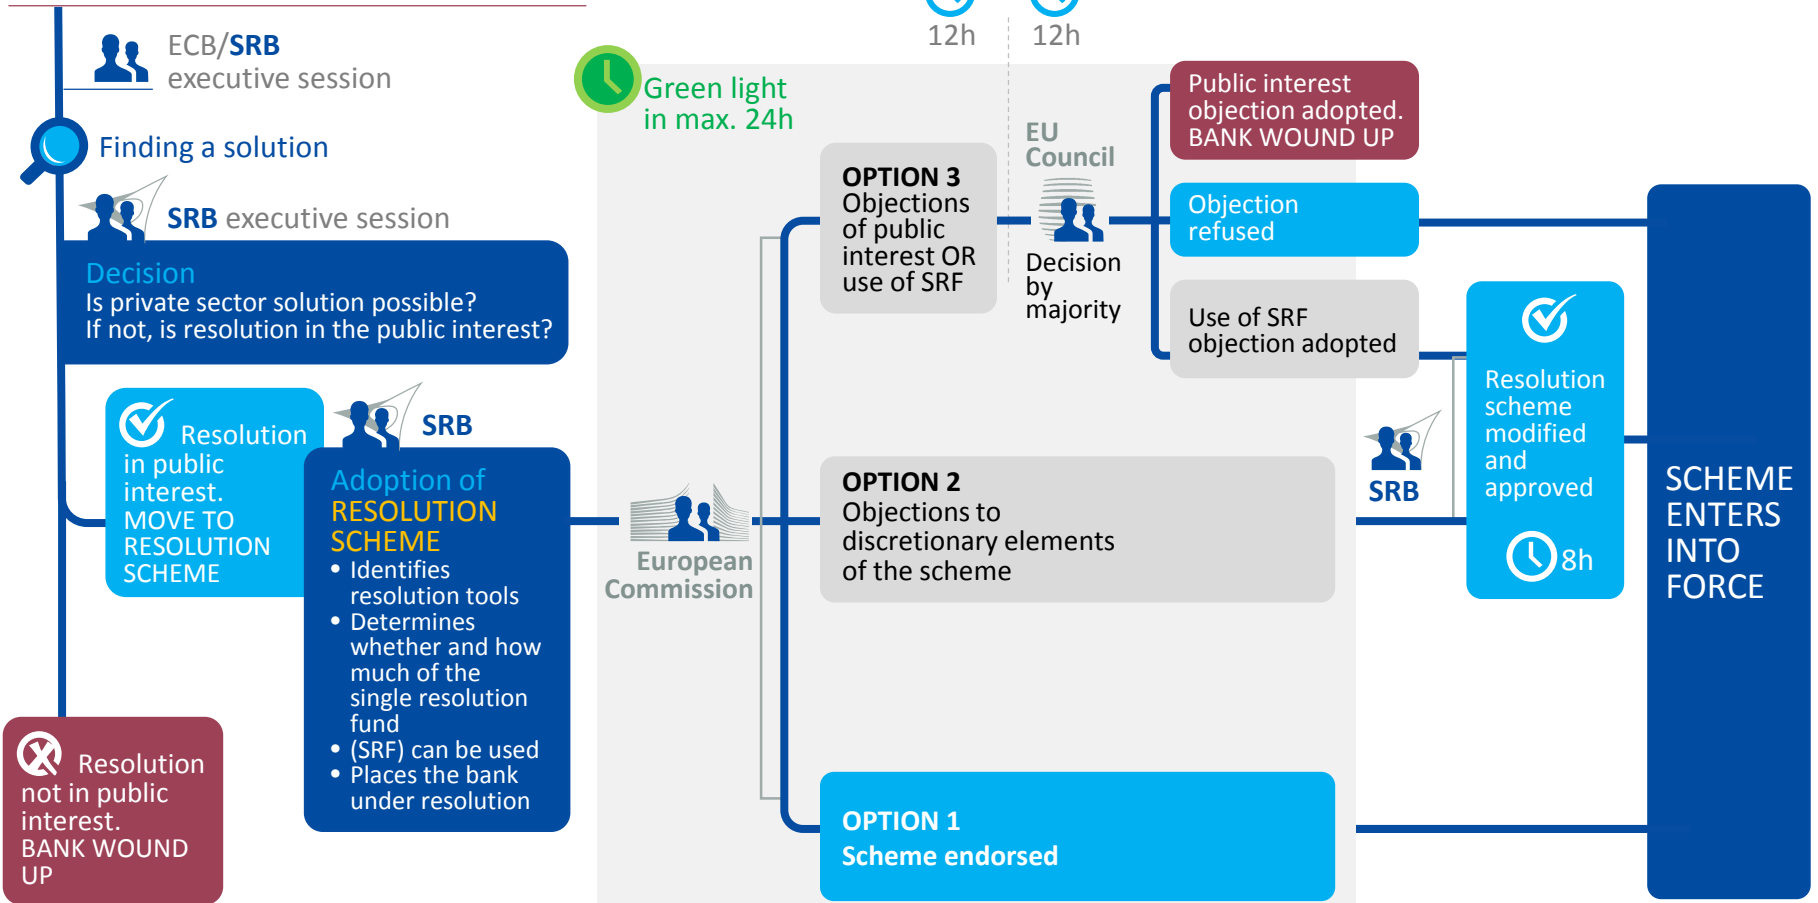 ECB/SRB
executive session
Finding a solution
SRB executive session
Decision
Is private sector solution possible?
If not, is resolution in the public interest?
Resolution
in public
interest.
MOVE TO
RESOLUTION
SCHEME
SRB
Adoption of
RESOLUTION
SCHEME
• Identifies
resolution tools
• Determines
whether and how
much of the
single resolution
fund
• (SRF) can be used
• Places the bank
under resolution
Resolution
not in public
interest.
BANK WOUND
UP
Green light
in max. 24h
12h
12h
European
Commission
OPTION 3
Objections
of public
interest OR
use of SRF
EU
Council
Decision
by
majority
Public interest
objection adopted.
BANK WOUND UP
Objection
refused
Use of SRF
objection adopted
OPTION 2
Objections to
discretionary elements
of the scheme
OPTION 1
Scheme endorsed
SRB
Resolution
scheme
modified
and
approved
8h
SCHEME
ENTERS
INTO
FORCE